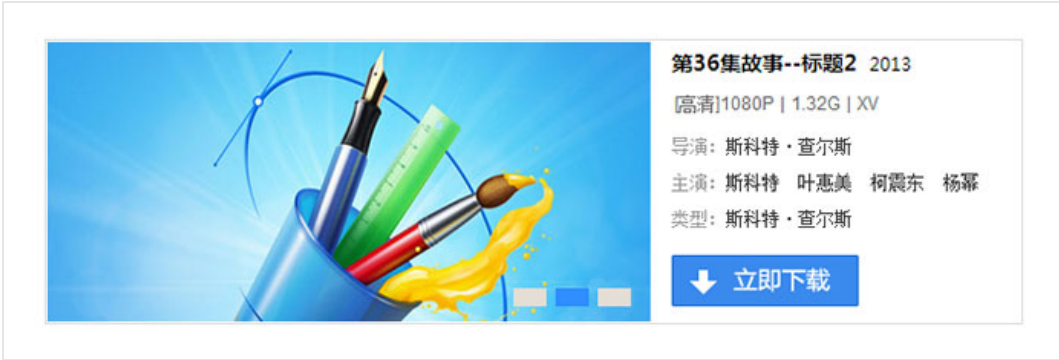 第36集故事--标题2 2013
[高清]1080P | 1.32G | XV
导演：斯科特·查尔斯
主演：斯科特 叶惠美 柯震东 杨幂
类型：斯科特·查尔斯
立即下载